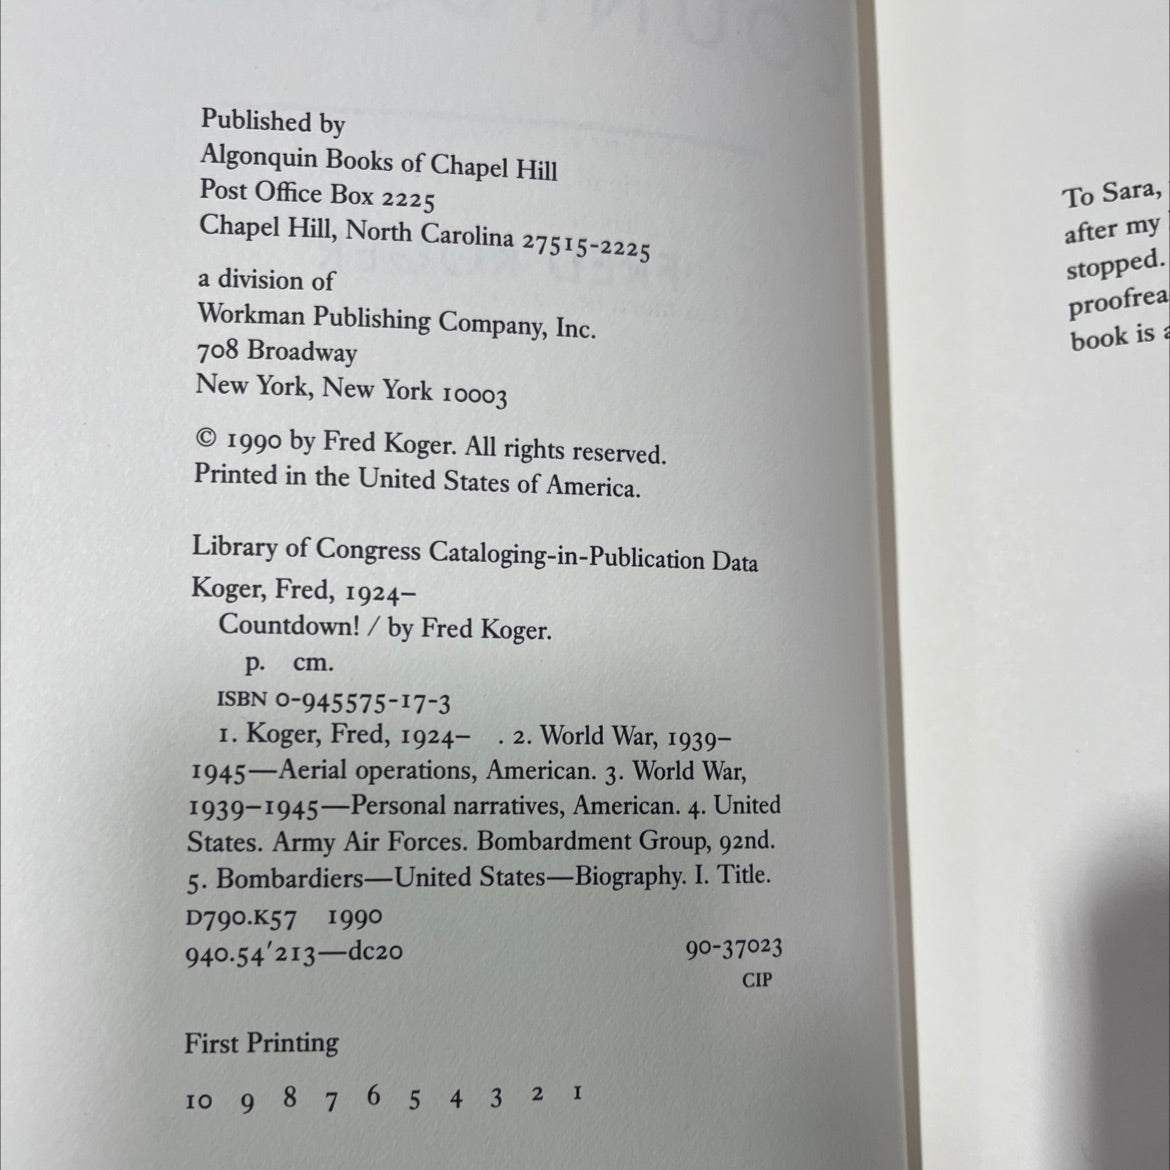 Published by
Algonquin Books of Chapel Hill
Post Office Box 2225
Chapel Hill, North Carolina 27515-2225
a division of
Workman Publishing Company, Inc.
708 Broadway
New York, New York 10003
© 1990 by Fred Koger. All rights reserved.
Printed in the United States of America.
Library of Congress Cataloging-in-Publication Data
Koger, Fred, 1924–
Countdown! / by Fred Koger.
p. cm.
ISBN 0-945575-17-3
1. Koger, Fred, 1924– . 2. World War, 1939–
1945—Aerial operations, American. 3. World War,
1939–1945—Personal narratives, American. 4. United
States. Army Air Forces. Bombardment Group, 92nd.
5. Bombardiers—United States—Biography. I. Title.
D790.K57 1990
940.54'213—dc20 90-37023
CIP
First Printing
10 9 8 7 6 5 4 3 2 1
To Sara,
after my
stopped.
proofrea
book is